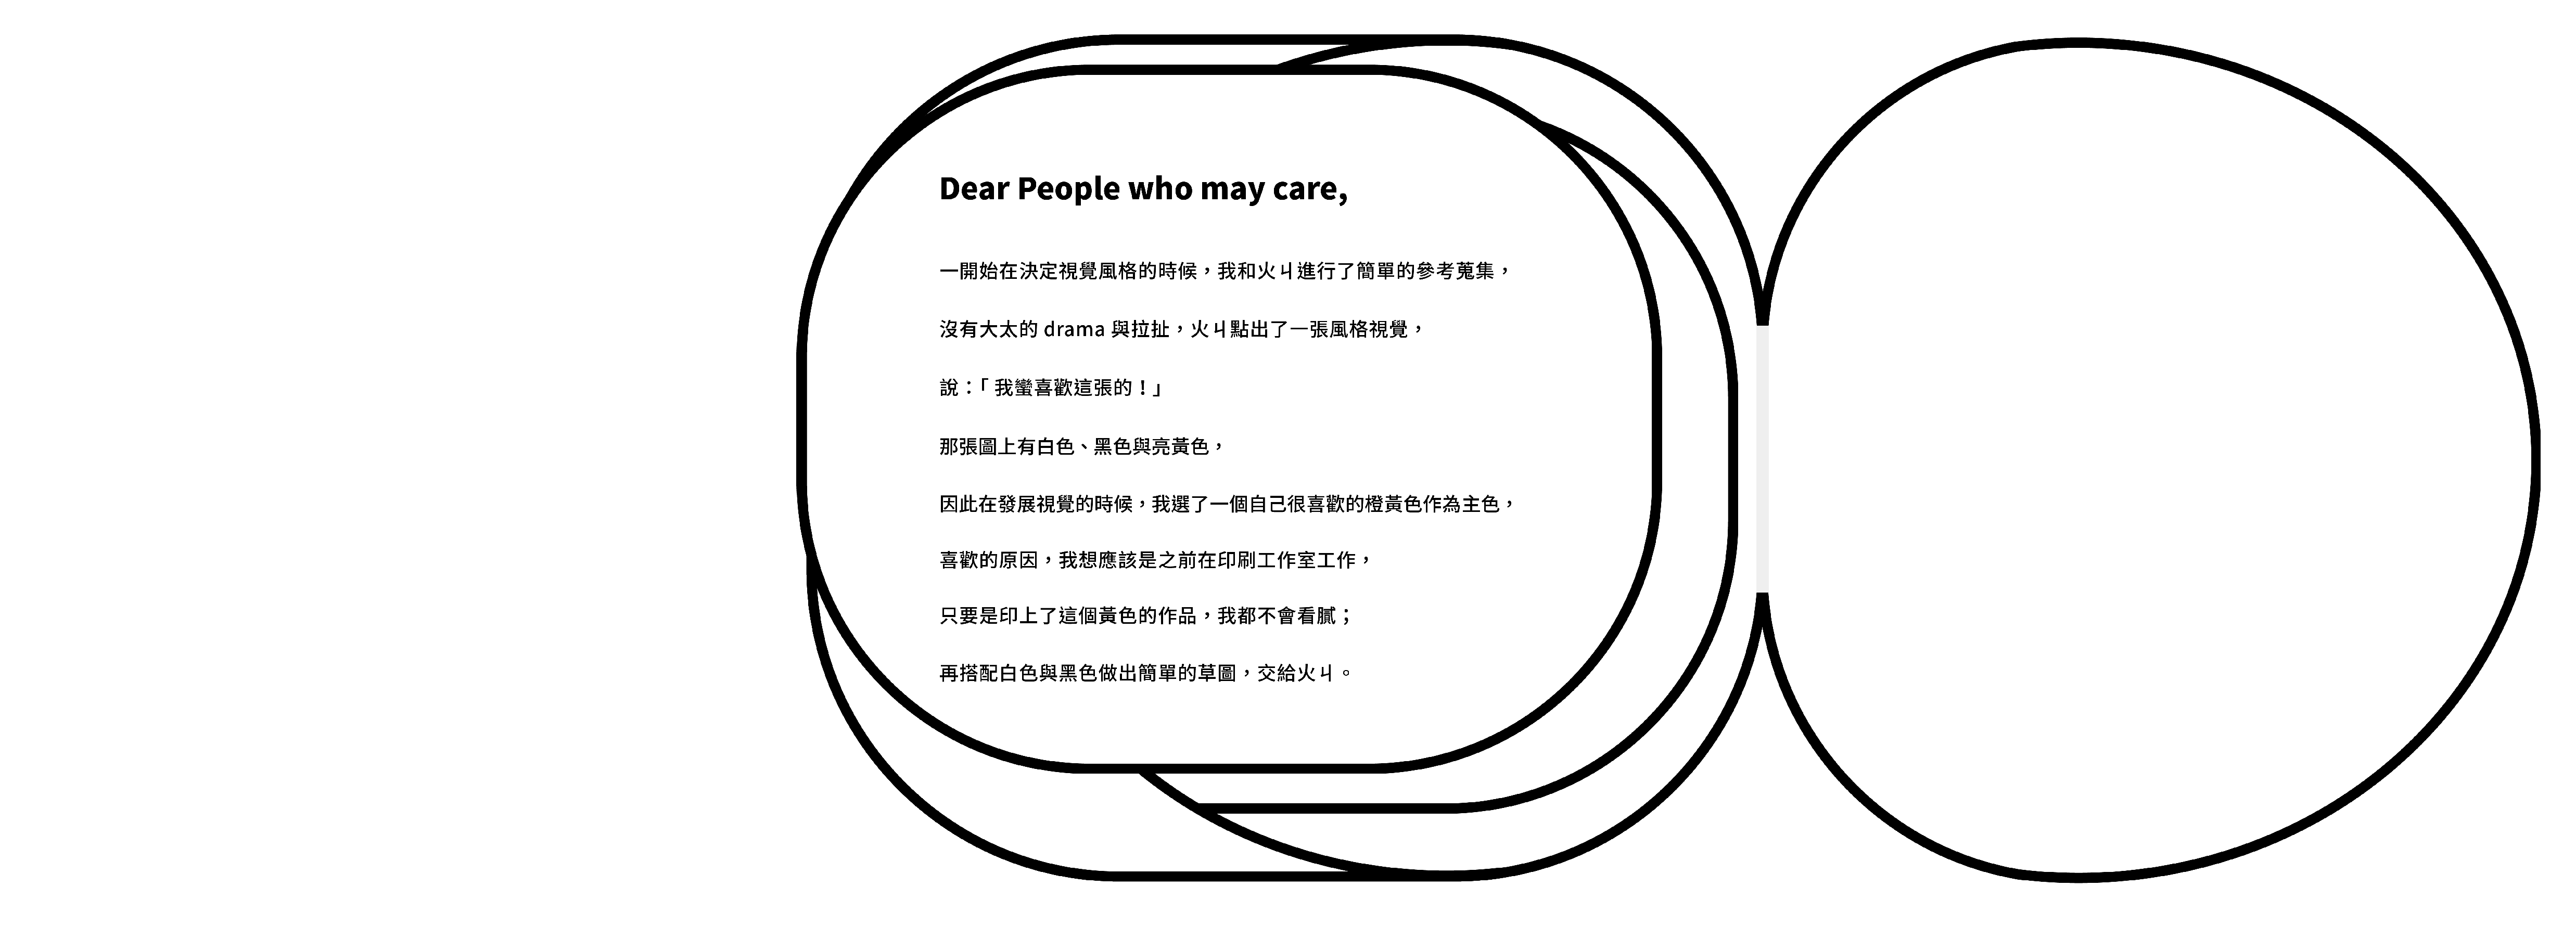 Dear People who may care,
一開始在決定視覺風格的時候，我和火ㄐ進行了簡單的參考蒐集，
沒有大太的 drama 與拉扯，火ㄐ點出了一張風格視覺，
說：「 我蠻喜歡這張的！」
那張圖上有白色、黑色與亮黃色，
因此在發展視覺的時候，我選了一個自己很喜歡的橙黃色作為主色，
喜歡的原因，我想應該是之前在印刷工作室工作，
只要是印上了這個黃色的作品，我都不會看膩；
再搭配白色與黑色做出簡單的草圖，交給火ㄐ。